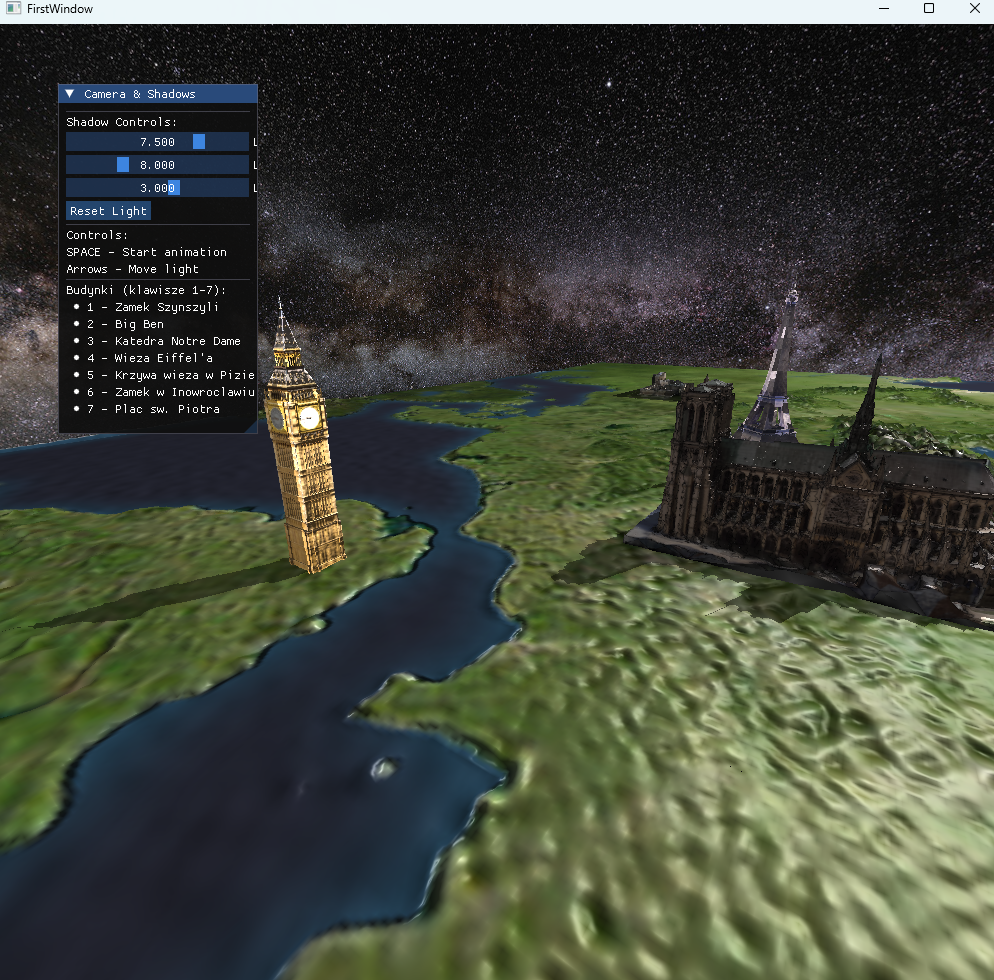 FirstWindow
Camera & Shadows
Shadow Controls:
7.500 L
8.000 L
3.000 L
Reset Light
Controls:
SPACE - Start animation
Arrows - Move light
Budynki (klawisze 1-7):
1 - Zamek Szynszyli
2 - Big Ben
3 - Katedra Notre Dame
4 - Wieza Eiffel'a
5 - Krzywa wieza w Pizie
6 - Zamek w Inowroclawiu
7 - Plac sw. Piotra